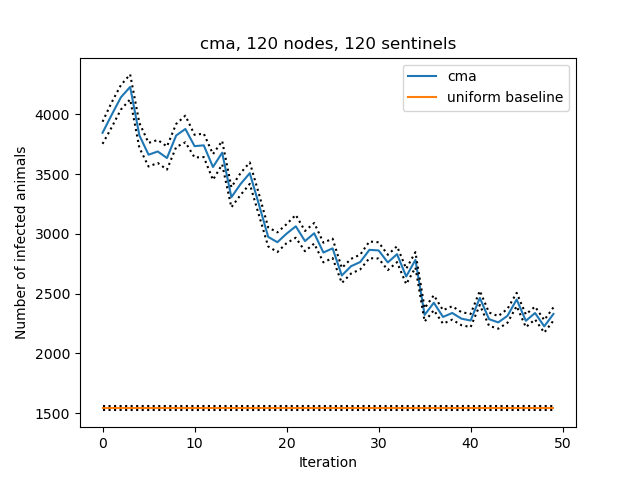 cma, 120 nodes, 120 sentinels
cma
uniform baseline
Number of infected animals
4000
3500
3000
2500
2000
1500
0 10 20 30 40 50
Iteration